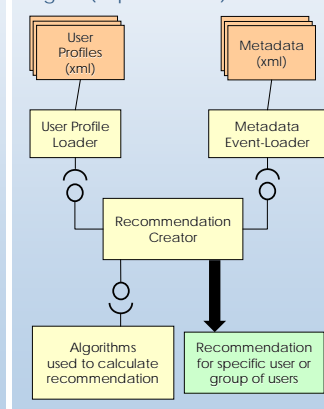 User
Profiles
(xml)
Metadata
(xml)
User Profile
Loader
Metadata
Event-Loader
Recommendation
Creator
Algorithms
used to calculate
recommendation
Recommendation
for specific user or
group of users